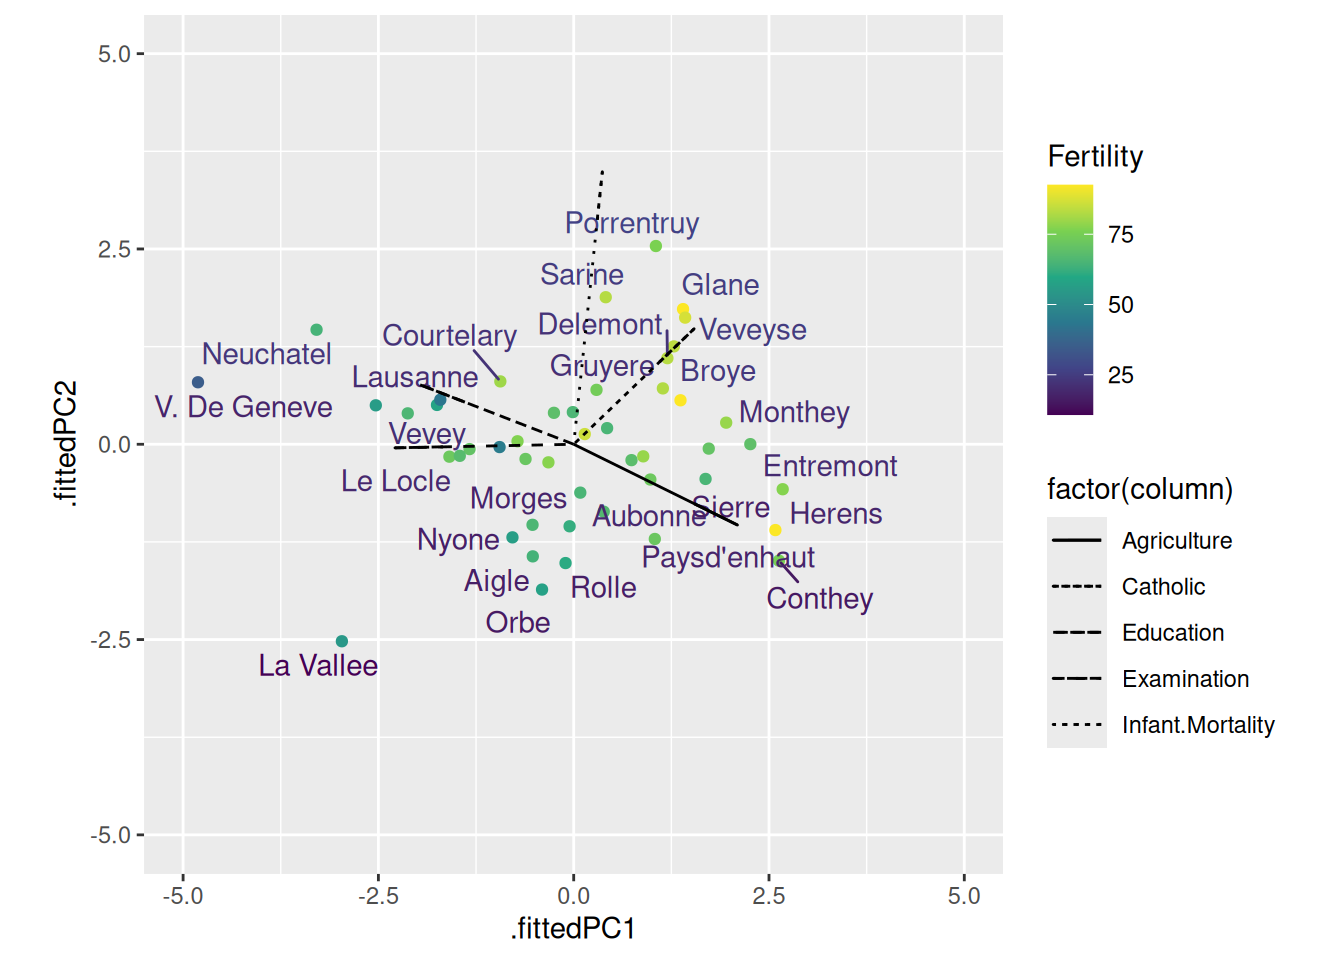 5.0
2.5
0.0
-2.5
-5.0
.fittedPC2
Porrentruy
Sarine
Glane
Delemont
Veveyse
Courtelary
Neuchatel
Gruyere
Broye
Lausanne
V. De Geneve
Monthey
Vevey
Entremont
Le Locle
Morges
Sierre
Herens
Aubonne
Nyone
Paysd'enhaut
Aigle
Rolle
Conthey
Orbe
La Vallee
-5.0 -2.5 0.0 2.5 5.0
.fittedPC1
Fertility
75
50
25
factor(column)
Agriculture
Catholic
Education
Examination
Infant.Mortality